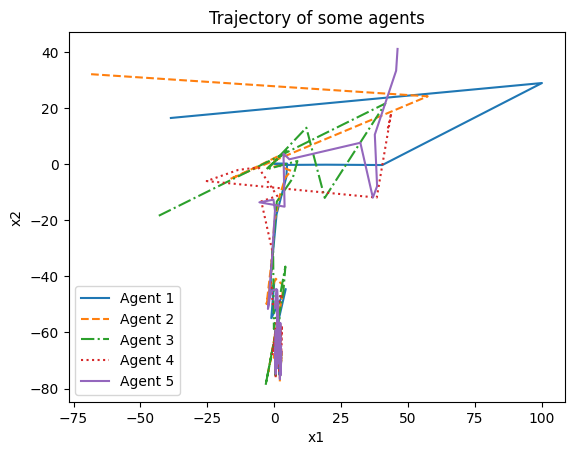 Trajectory of some agents
x2
40
20
0
−20
−40
−60
−80
Agent 1
Agent 2
Agent 3
Agent 4
Agent 5
−75
−50
−25
0
25
50
75
100
x1